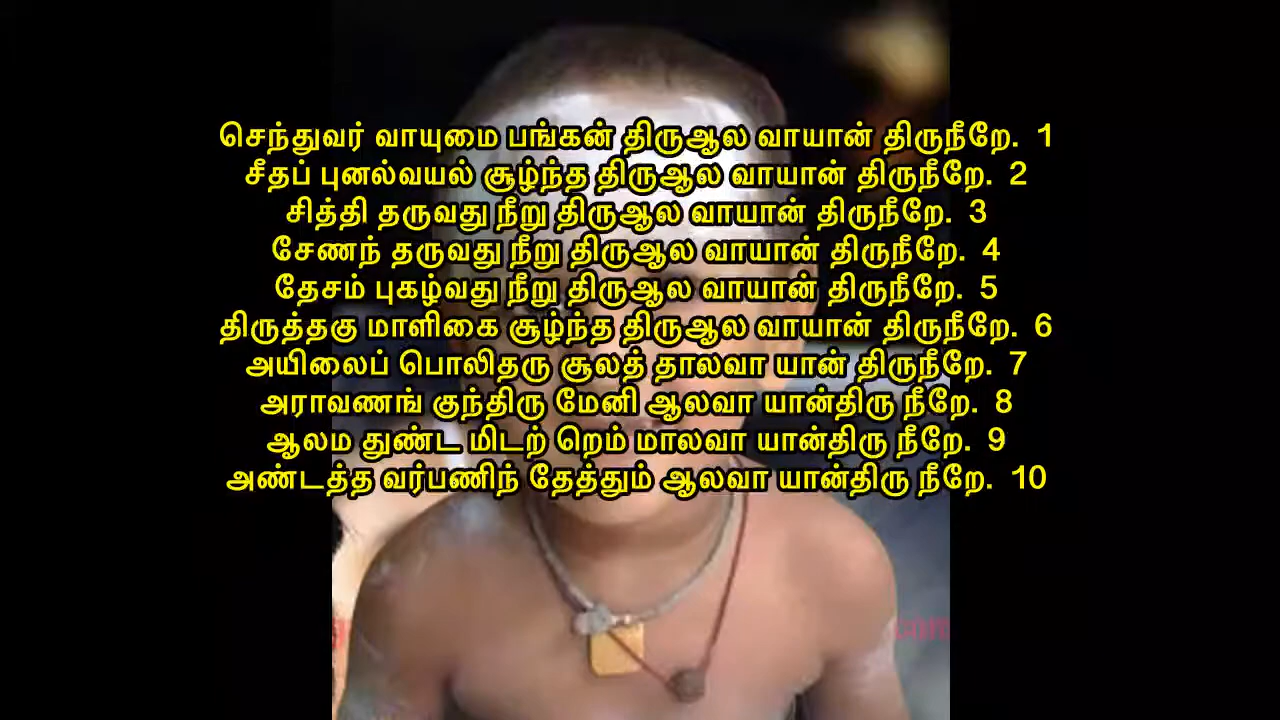 செந்துவர் வாயுமை பங்கன் திருஆல வாயான் திருநீறே. 1
சீதப் புனல்வயல் சூழ்ந்த திருஆல வாயான் திருநீறே. 2
சித்தி தருவது நீறு திருஆல வாயான் திருநீறே. 3
சேணந் தருவது நீறு திருஆல வாயான் திருநீறே. 4
தேசம் புகழ்வது நீறு திருஆல வாயான் திருநீறே. 5
திருத்தகு மாளிகை சூழ்ந்த திருஆல வாயான் திருநீறே. 6
அயிலைப் பொலிதரு சூலத் தாலவா யான் திருநீறே. 7
அராவணங் குந்திரு மேனி ஆலவா யான்திரு நீறே. 8
ஆலம துண்ட மிடற் றெம் மாலவா யான்திரு நீறே. 9
அண்டத்த வர்பணிந் தேத்தும் ஆலவா யான்திரு நீறே. 10
com